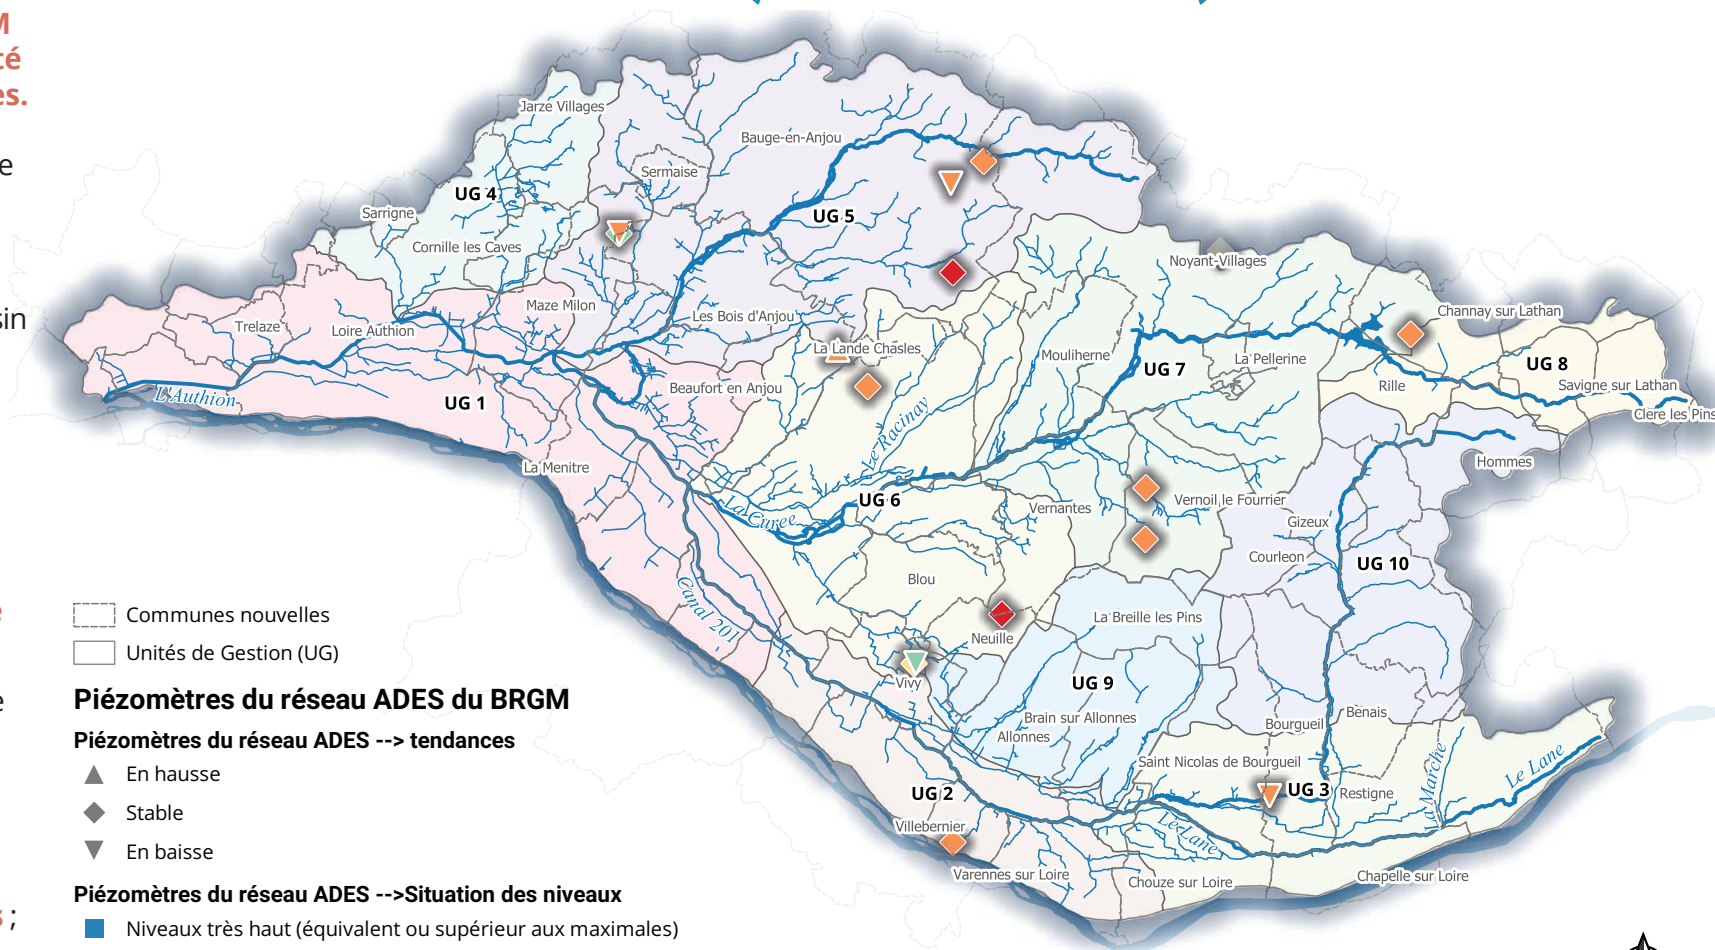 M
té
es.
e
sin
e
e
s ;
Jarze Villages
Bauge-en-Anjou
Sermaise
UG 4
Sarrigne
UG 5
Cornille les Caves
Noyant-Villages
Maze Milon
Channay sur Lathan
Les Bois d'Anjou
Trelaze
Loire Authion
La Lande Chasles
Mouliherne
La Pellerine
UG 7
UG 8
Rille
Savigne sur Lathan
Beaufort en Anjou
L'Authion
UG 1
Clere les Pins
Le Racinay
La Menitre
Hommes
UG 6
Vernantes
Vernoil le Fourrier
La Curee
Gizeux
Courleon
UG 10
Blou
Canal 201
La Breille les Pins
Neuille
Vivy
UG 9
Brain sur Allonnes
Allonnes
Benais
Bourgueil
Saint Nicolas de Bourgueil
Le Lane
La Marche
UG 2
UG 3
Restigne
Villebernier
Le Lane
Varennes sur Loire
Chouze sur Loire
Chapelle sur Loire
Communes nouvelles
Unités de Gestion (UG)
Piézomètres du réseau ADES du BRGM
Piézomètres du réseau ADES --> tendances
En hausse
Stable
En baisse
Piézomètres du réseau ADES -->Situation des niveaux
Niveaux très haut (équivalent ou supérieur aux maximales)